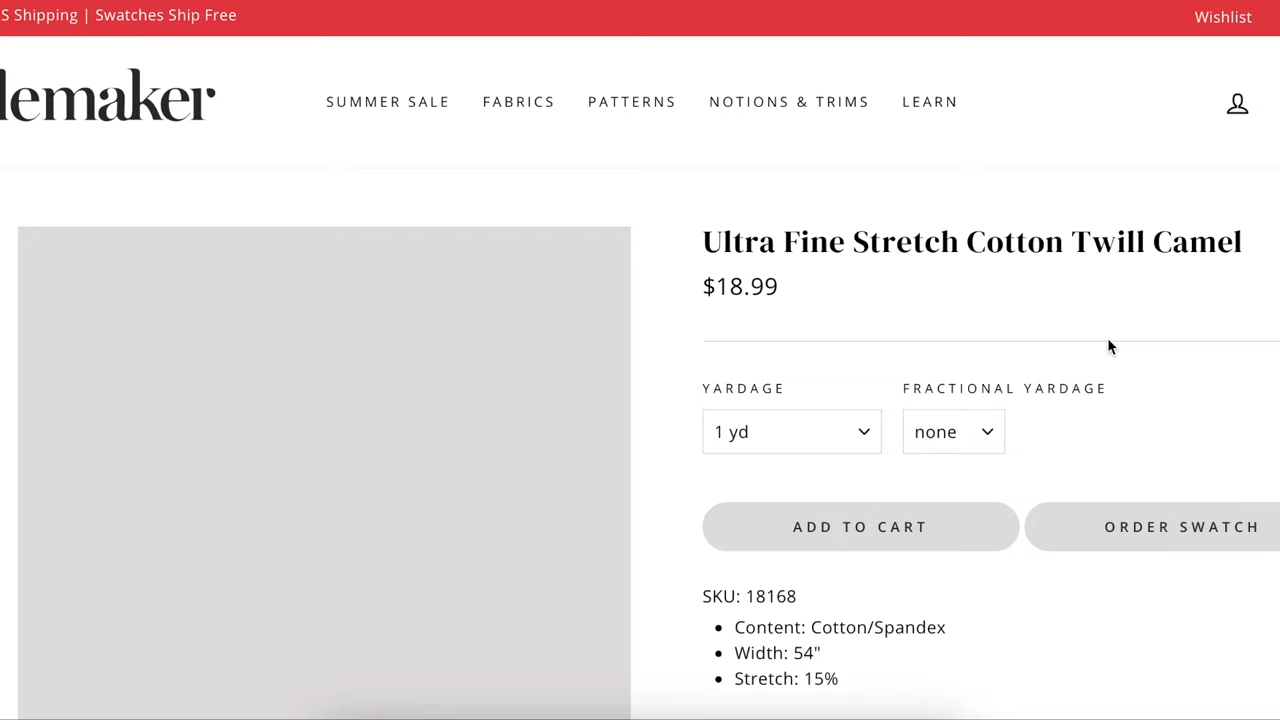 S Shipping | Swatches Ship Free
Wishlist
lemaker
SUMMER SALE FABRICS PATTERNS NOTIONS & TRIMS LEARN
Ultra Fine Stretch Cotton Twill Camel
$18.99
YARDAGE FRACTIONAL YARDAGE
1 yd none
ADD TO CART ORDER SWATCH
SKU: 18168
Content: Cotton/Spandex
Width: 54"
Stretch: 15%